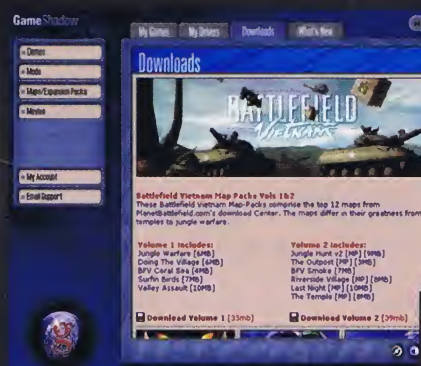 GameShadow
My Games
My Drivers
Downloads
What's New
» Demos
» Mods
» Maps/Expansion Packs
» Movies
» My Account
» Email Support
Downloads
BATTLEFIELD
VIETNAM
Battlefield Vietnam Map Packs Vols 1&2
These Battlefield Vietnam Map-Packs comprise the top 12 maps from
PlanetBattlefield.com's download Center. The maps differ in their greatness from
temples to jungle warfare.
Volume 1 Includes:
Jungle Warfare [6MB]
Doing The Village [6MB]
BFV Coral Sea [4MB]
Surfin Birds [7MB]
Valley Assault [10MB]
Download Volume 1 [33mb]
Volume 2 Includes:
Jungle Hunt v2 [MP] [9MB]
The Outpost [MP] [3MB]
BFV Smoke [7MB]
Riverside Village [MP] [8MB]
Last Night [MP] [10MB]
The Temple [MP] [8MB]
Download Volume 2 [39mb]